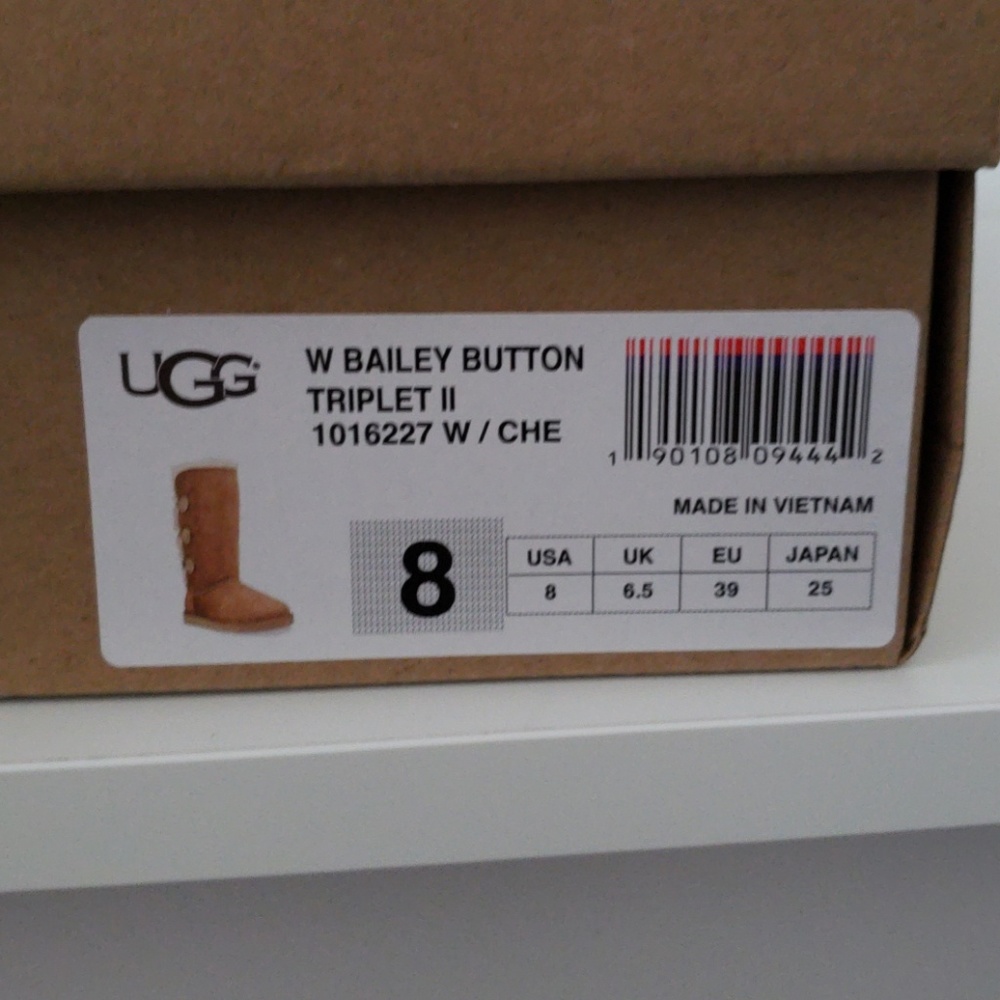 UGG
W BAILEY BUTTON
TRIPLET II
1016227 W / CHE
1 90108 09444 2
MADE IN VIETNAM
8
USA UK EU JAPAN
8 6.5 39 25